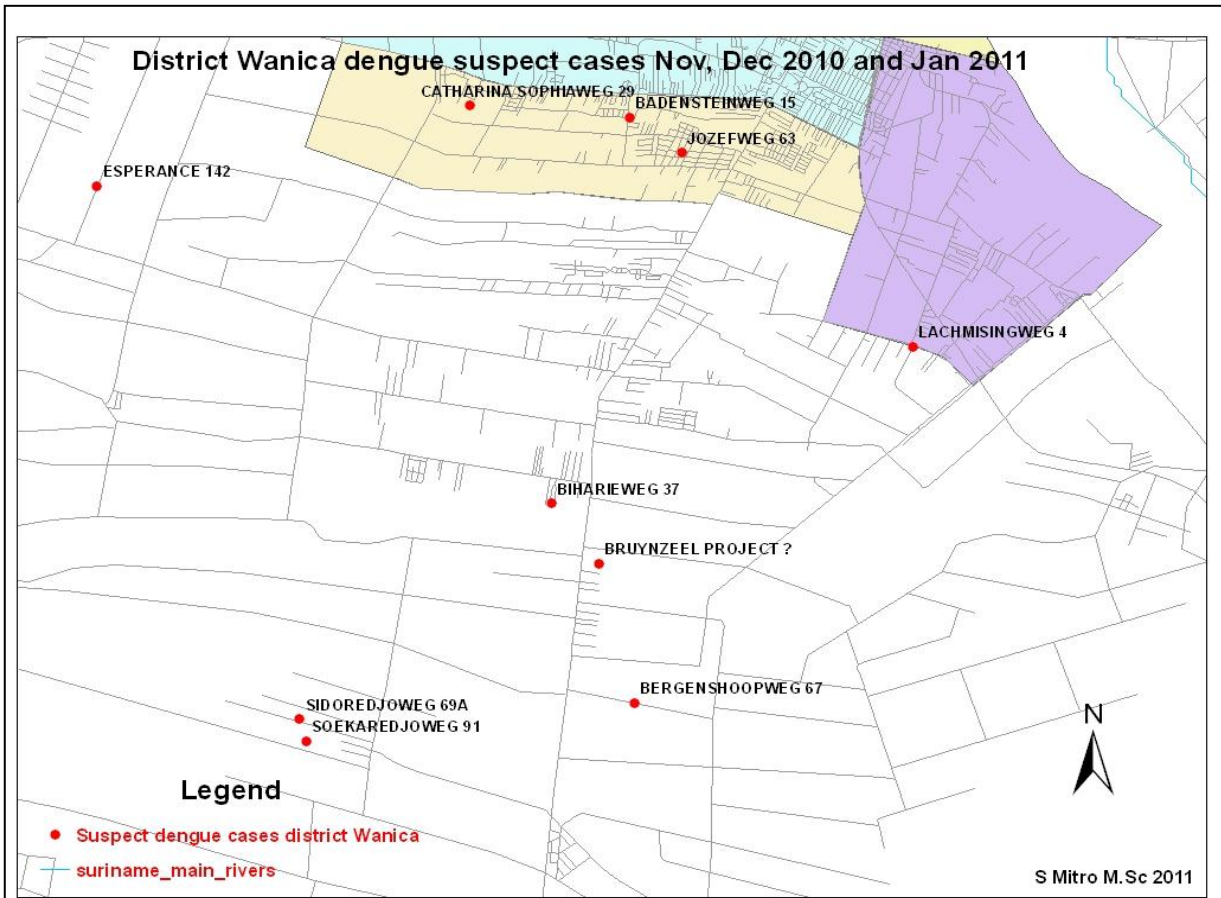 District Wanica dengue suspect cases Nov, Dec 2010 and Jan 2011
CATHARINA SOPHIAWEG 29
BADENSTEINWEG 15
JOZEFWEG 63
ESPERANCE 142
LACHMISINGWEG 4
BIHARIEWEG 37
BRUYNZEEL PROJECT ?
BERGENSHOOPWEG 67
SIDOREDJOWEG 69A
SOEKAREDJOWEG 91
N
Legend
Suspect dengue cases district Wanica
suriname_main_rivers
S Mitro M.Sc 2011